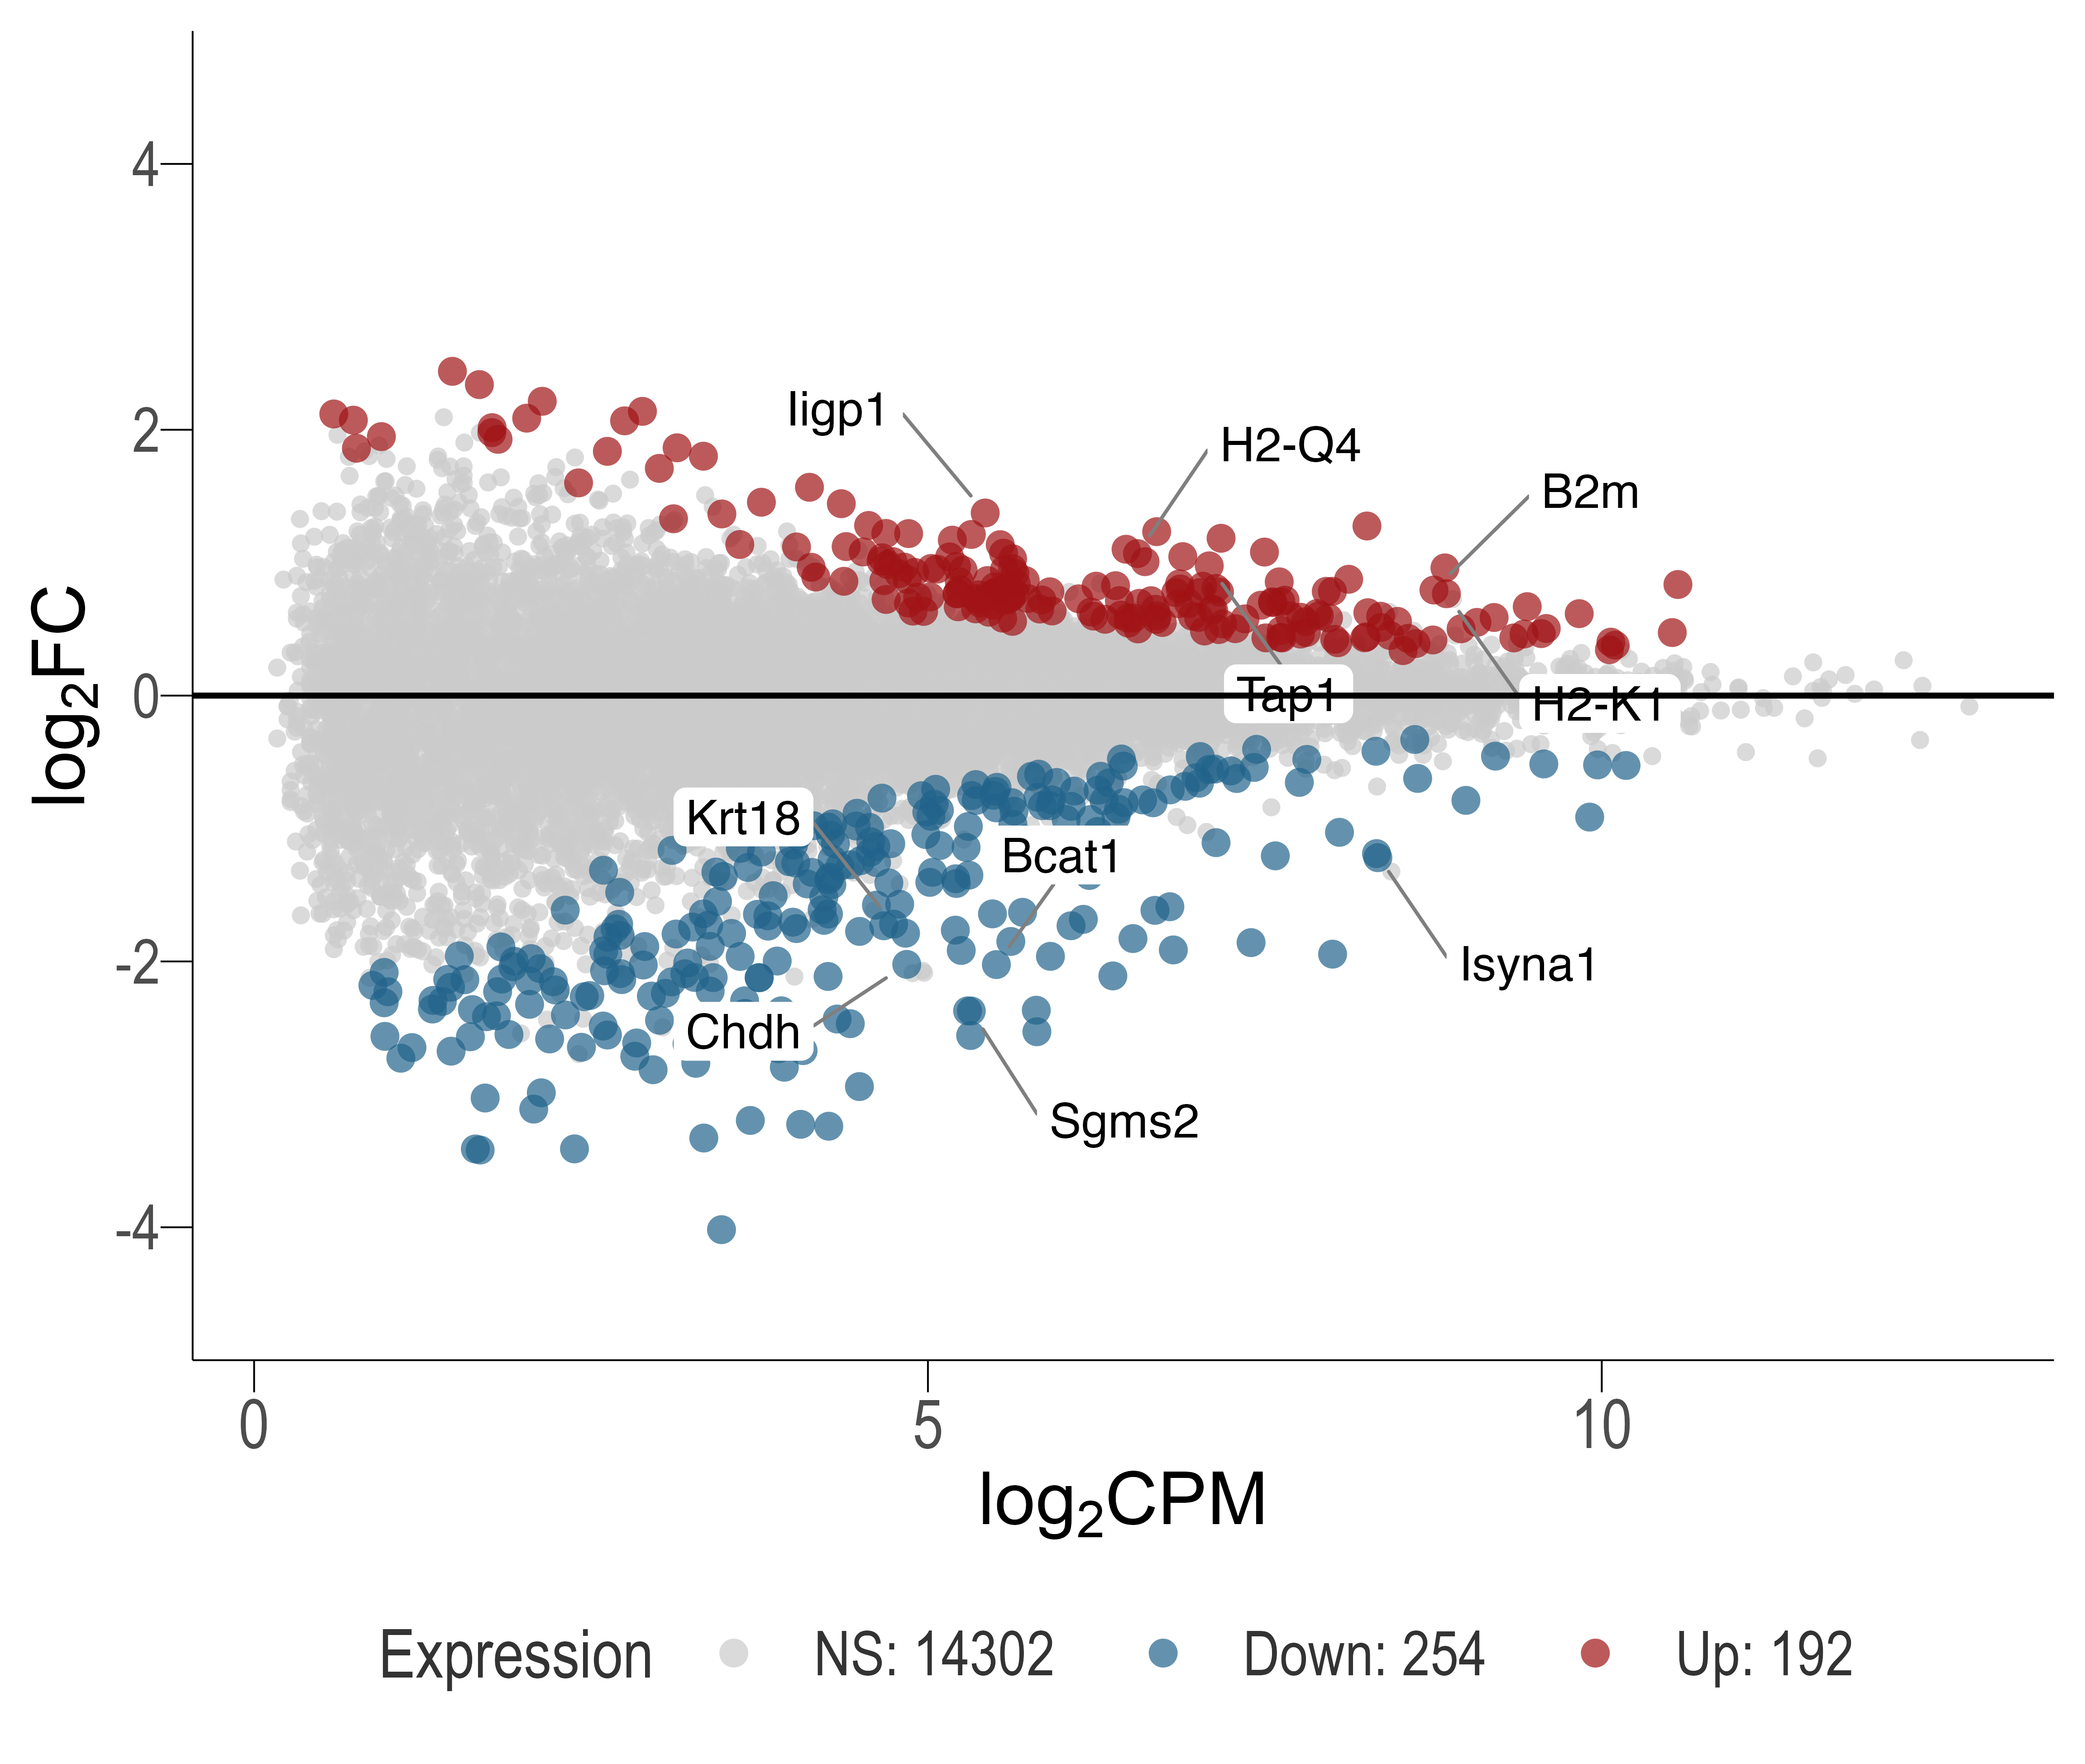 4
2
0
-2
-4
log2FC
Iigp1
H2-Q4
B2m
Tap1
H2-K1
Krt18
Bcat1
Isyna1
Chdh
Sgms2
0 5 10
log2CPM
Expression NS: 14302 Down: 254 Up: 192